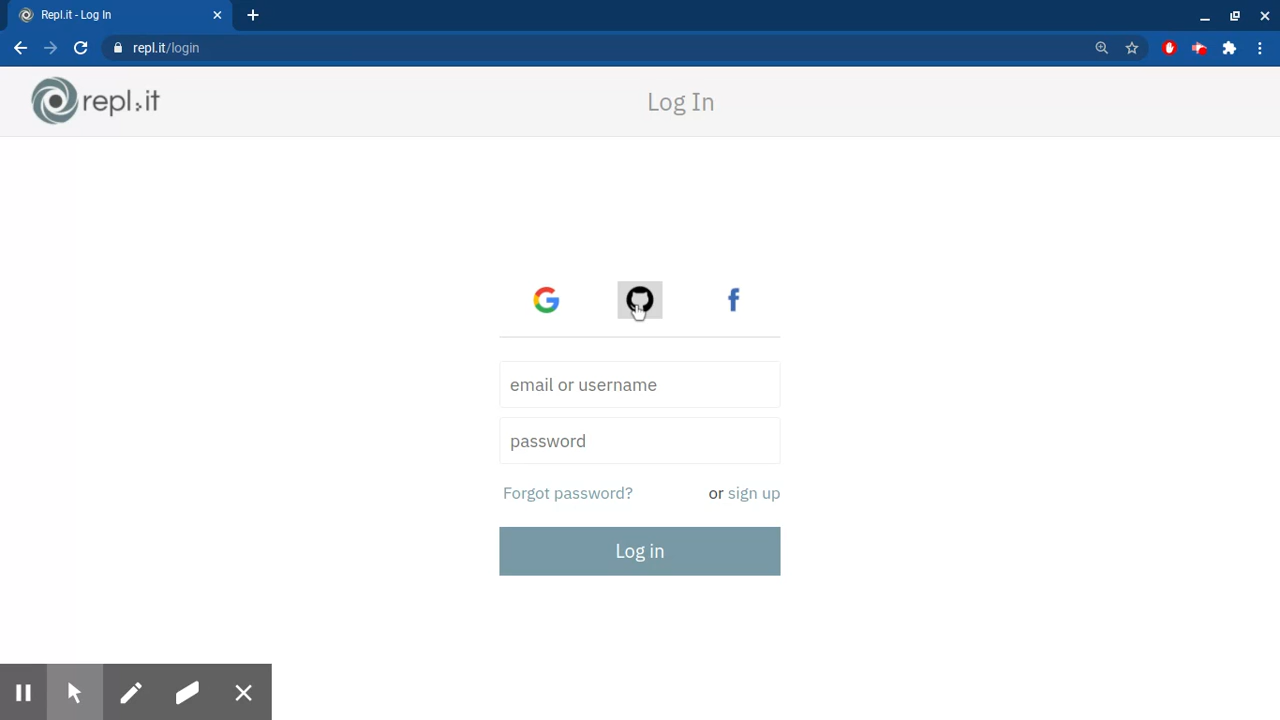 Repl.it - Log In
repl.it/login
repl.it
Log In
email or username
password
Forgot password?
or sign up
Log in